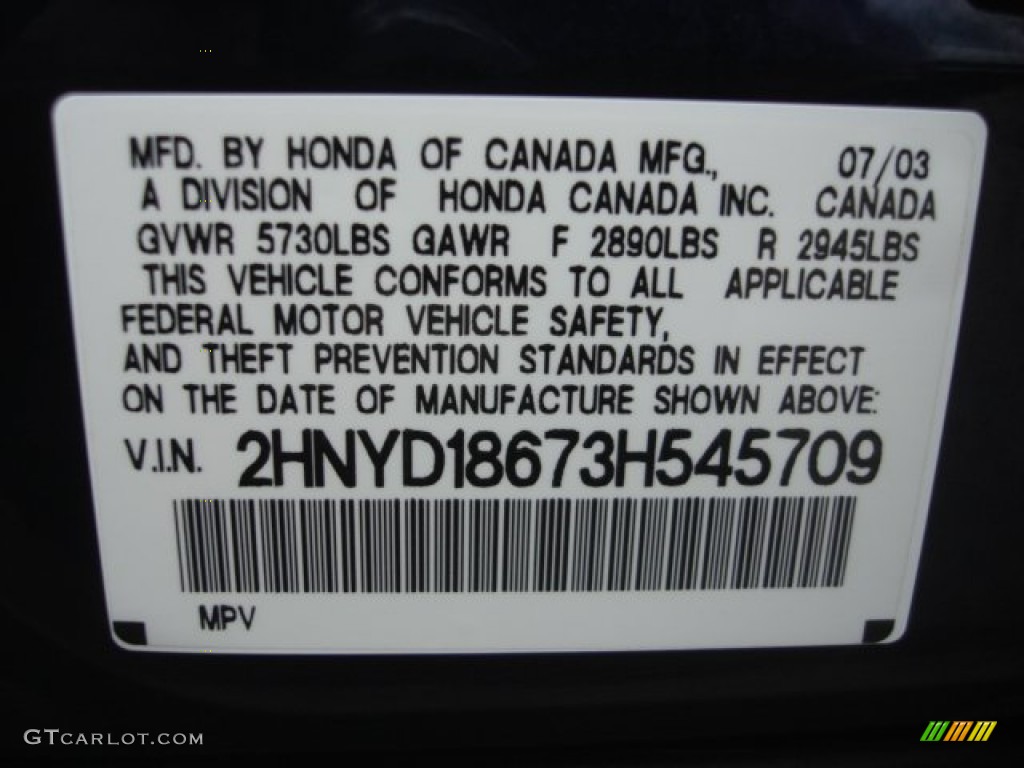 MFD. BY HONDA OF CANADA MFG., 07/03
A DIVISION OF HONDA CANADA INC. CANADA
GVWR 5730LBS GAWR F 2890LBS R 2945LBS
THIS VEHICLE CONFORMS TO ALL APPLICABLE
FEDERAL MOTOR VEHICLE SAFETY,
AND THEFT PREVENTION STANDARDS IN EFFECT
ON THE DATE OF MANUFACTURE SHOWN ABOVE:
V.I.N. 2HNYD18673H545709
MPV
GTCARLOT.COM